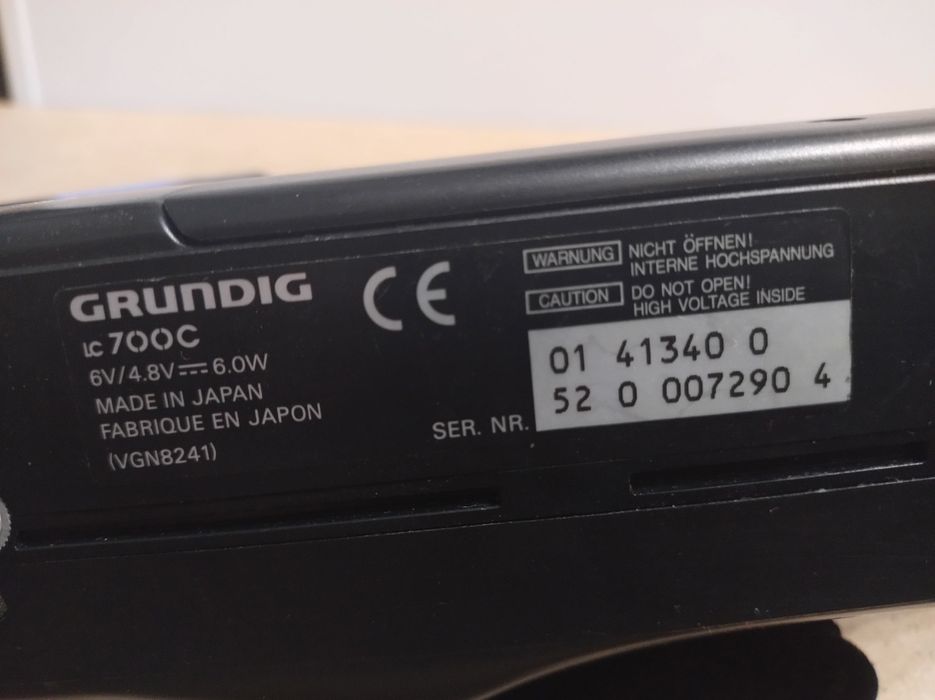 GRUNDIG
LC 700C
6V/4.8V⎓6.0W
MADE IN JAPAN
FABRIQUE EN JAPON
(VGN8241)
CE
WARNUNG NICHT ÖFFNEN!
INTERNE HOCHSPANNUNG
CAUTION DO NOT OPEN!
HIGH VOLTAGE INSIDE
01 41340 0
52 0 007290 4
SER. NR.